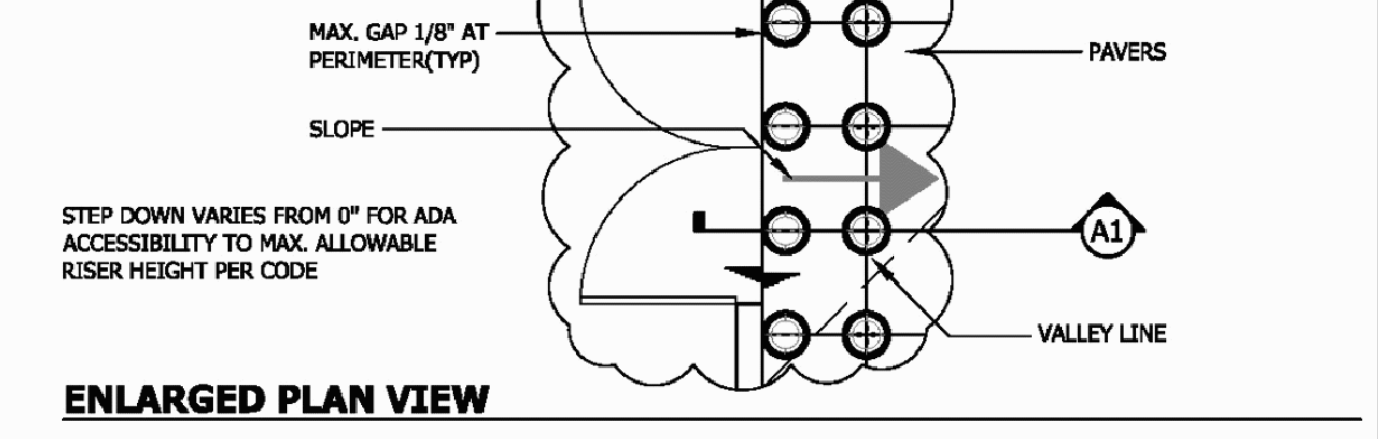 MAX. GAP 1/8" AT
PERIMETER(TYP)
PAVERS
SLOPE
STEP DOWN VARIES FROM 0" FOR ADA
ACCESSIBILITY TO MAX. ALLOWABLE
RISER HEIGHT PER CODE
A1
VALLEY LINE
ENLARGED PLAN VIEW